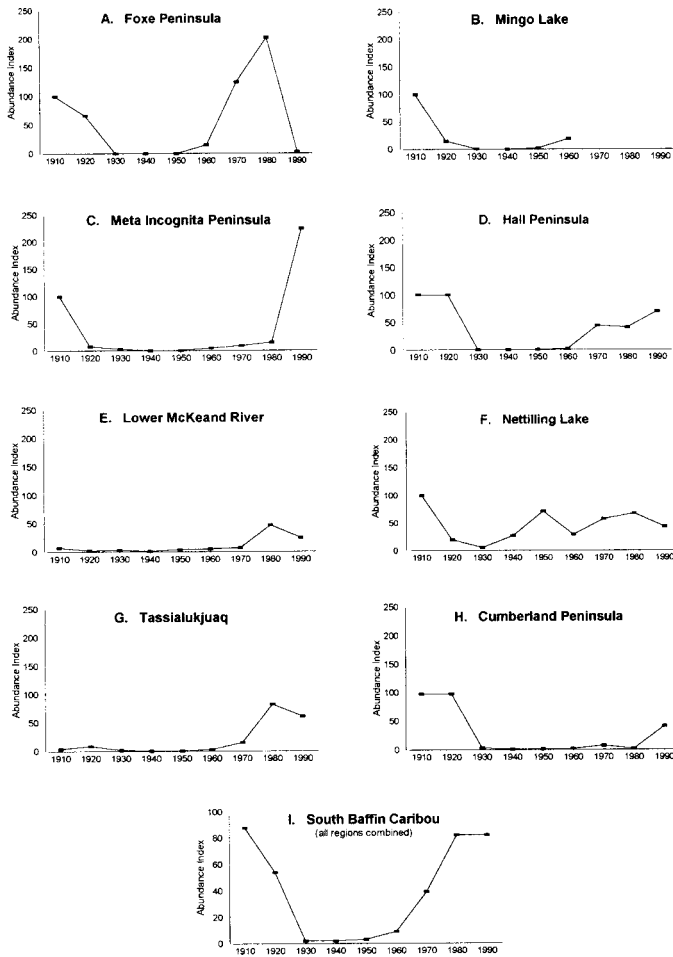 A. Foxe Peninsula
Abundance Index
250
200
150
100
50
0
1910 1920 1930 1940 1950 1960 1970 1980 1990
B. Mingo Lake
Abundance Index
250
200
150
100
50
0
1910 1920 1930 1940 1950 1960 1970 1980 1990
C. Meta Incognita Peninsula
Abundance Index
250
200
150
100
50
0
1910 1920 1930 1940 1950 1960 1970 1980 1990
D. Hall Peninsula
Abundance Index
250
200
150
100
50
0
1910 1920 1930 1940 1950 1960 1970 1980 1990
E. Lower McKeand River
Abundance Index
250
200
150
100
50
0
1910 1920 1930 1940 1950 1960 1970 1980 1990
F. Nettilling Lake
Abundance Index
250
200
150
100
50
0
1910 1920 1930 1940 1950 1960 1970 1980 1990
G. Tassialukjuaq
Abundance Index
250
200
150
100
50
0
1910 1920 1930 1940 1950 1960 1970 1980 1990
H. Cumberland Peninsula
Abundance Index
250
200
150
100
50
0
1910 1920 1930 1940 1950 1960 1970 1980 1990
I. South Baffin Caribou
(all regions combined)
Abundance Index
100
80
60
40
20
0
1910 1920 1930 1940 1950 1960 1970 1980 1990